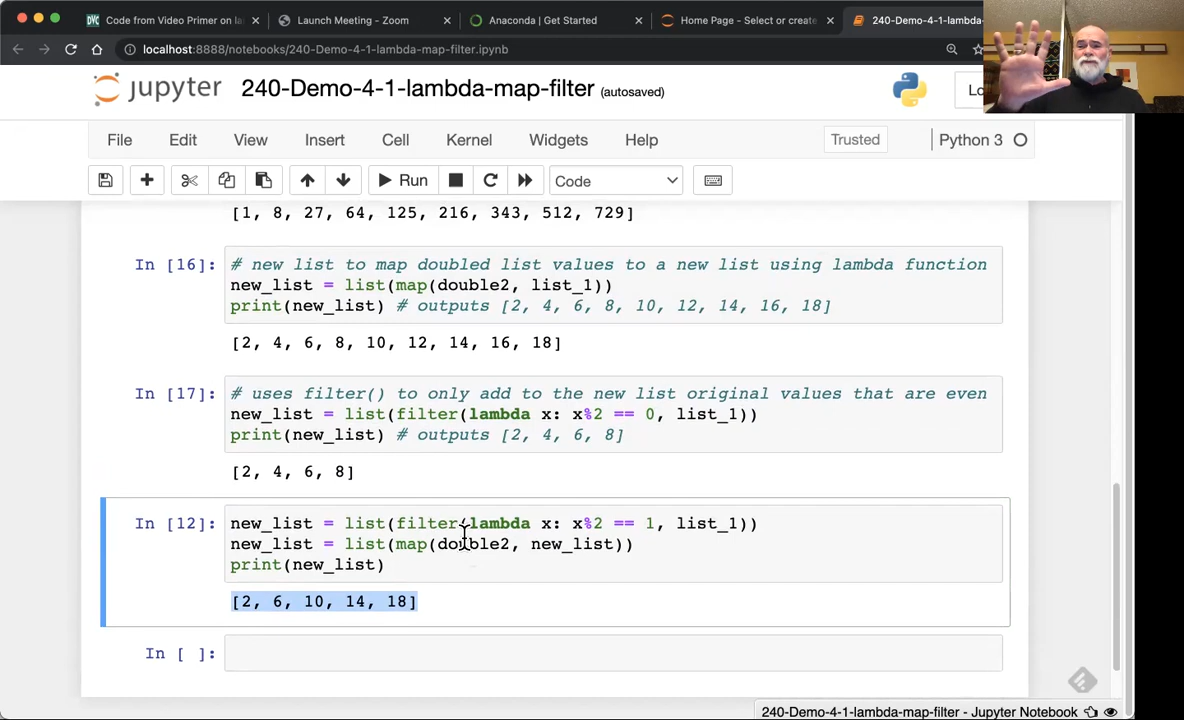 Code from Video Primer on la
Launch Meeting - Zoom
Anaconda | Get Started
Home Page - Select or create
240-Demo-4-1-lambda-
localhost:8888/notebooks/240-Demo-4-1-lambda-map-filter.ipynb
jupyter 240-Demo-4-1-lambda-map-filter (autosaved)
Lo
File Edit View Insert Cell Kernel Widgets Help Trusted Python 3
Run Code
[1, 8, 27, 64, 125, 216, 343, 512, 729]
In [16]: # new list to map doubled list values to a new list using lambda function
new_list = list(map(double2, list_1))
print(new_list) # outputs [2, 4, 6, 8, 10, 12, 14, 16, 18]
[2, 4, 6, 8, 10, 12, 14, 16, 18]
In [17]: # uses filter() to only add to the new list original values that are even
new_list = list(filter(lambda x: x%2 == 0, list_1))
print(new_list) # outputs [2, 4, 6, 8]
[2, 4, 6, 8]
In [12]: new_list = list(filter(lambda x: x%2 == 1, list_1))
new_list = list(map(double2, new_list))
print(new_list)
[2, 6, 10, 14, 18]
In [ ]:
240-Demo-4-1-lambda-map-filter - Jupyter Notebook